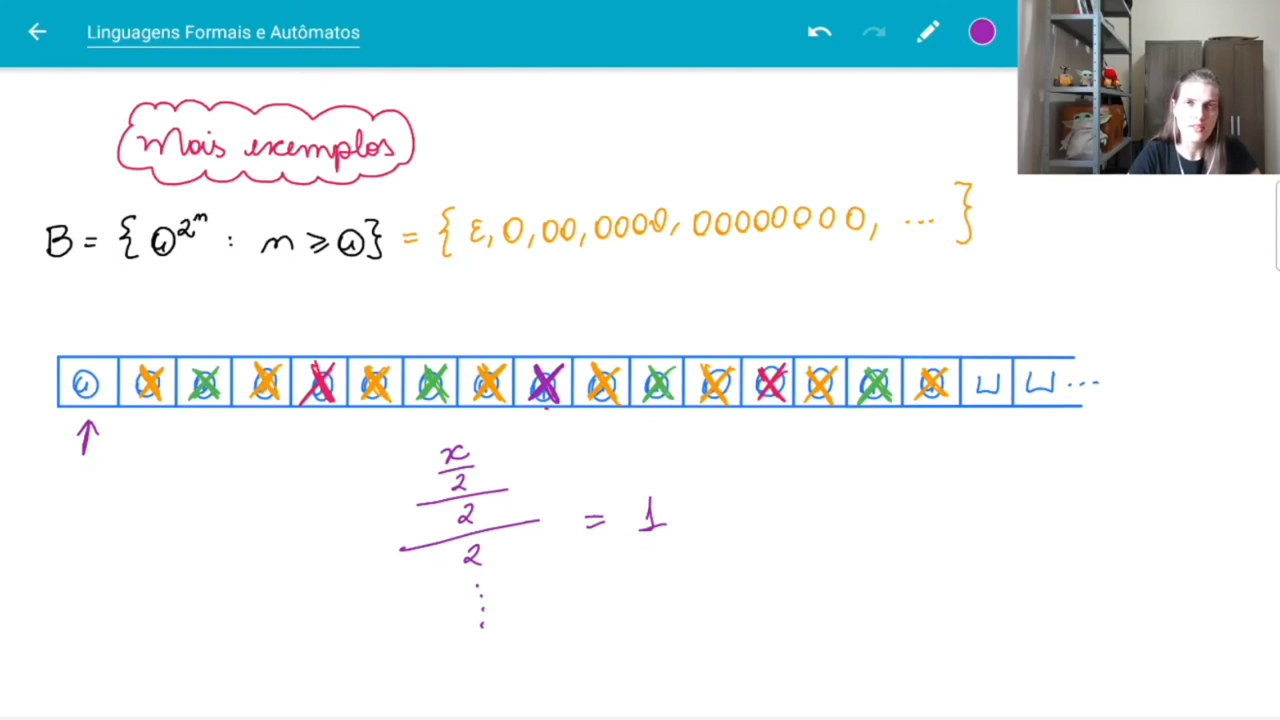 Linguagens Formais e Autômatos
Mais exemplos
B = { 0^{2^n} : n ≥ 0 } = { ε, 0, 00, 0000, 00000000, ... }
0 0 0 0 0 0 0 0 0 0 0 0 0 0 0 0 ⊔ ⊔ ...
x
2
2 = 1
2
⋮